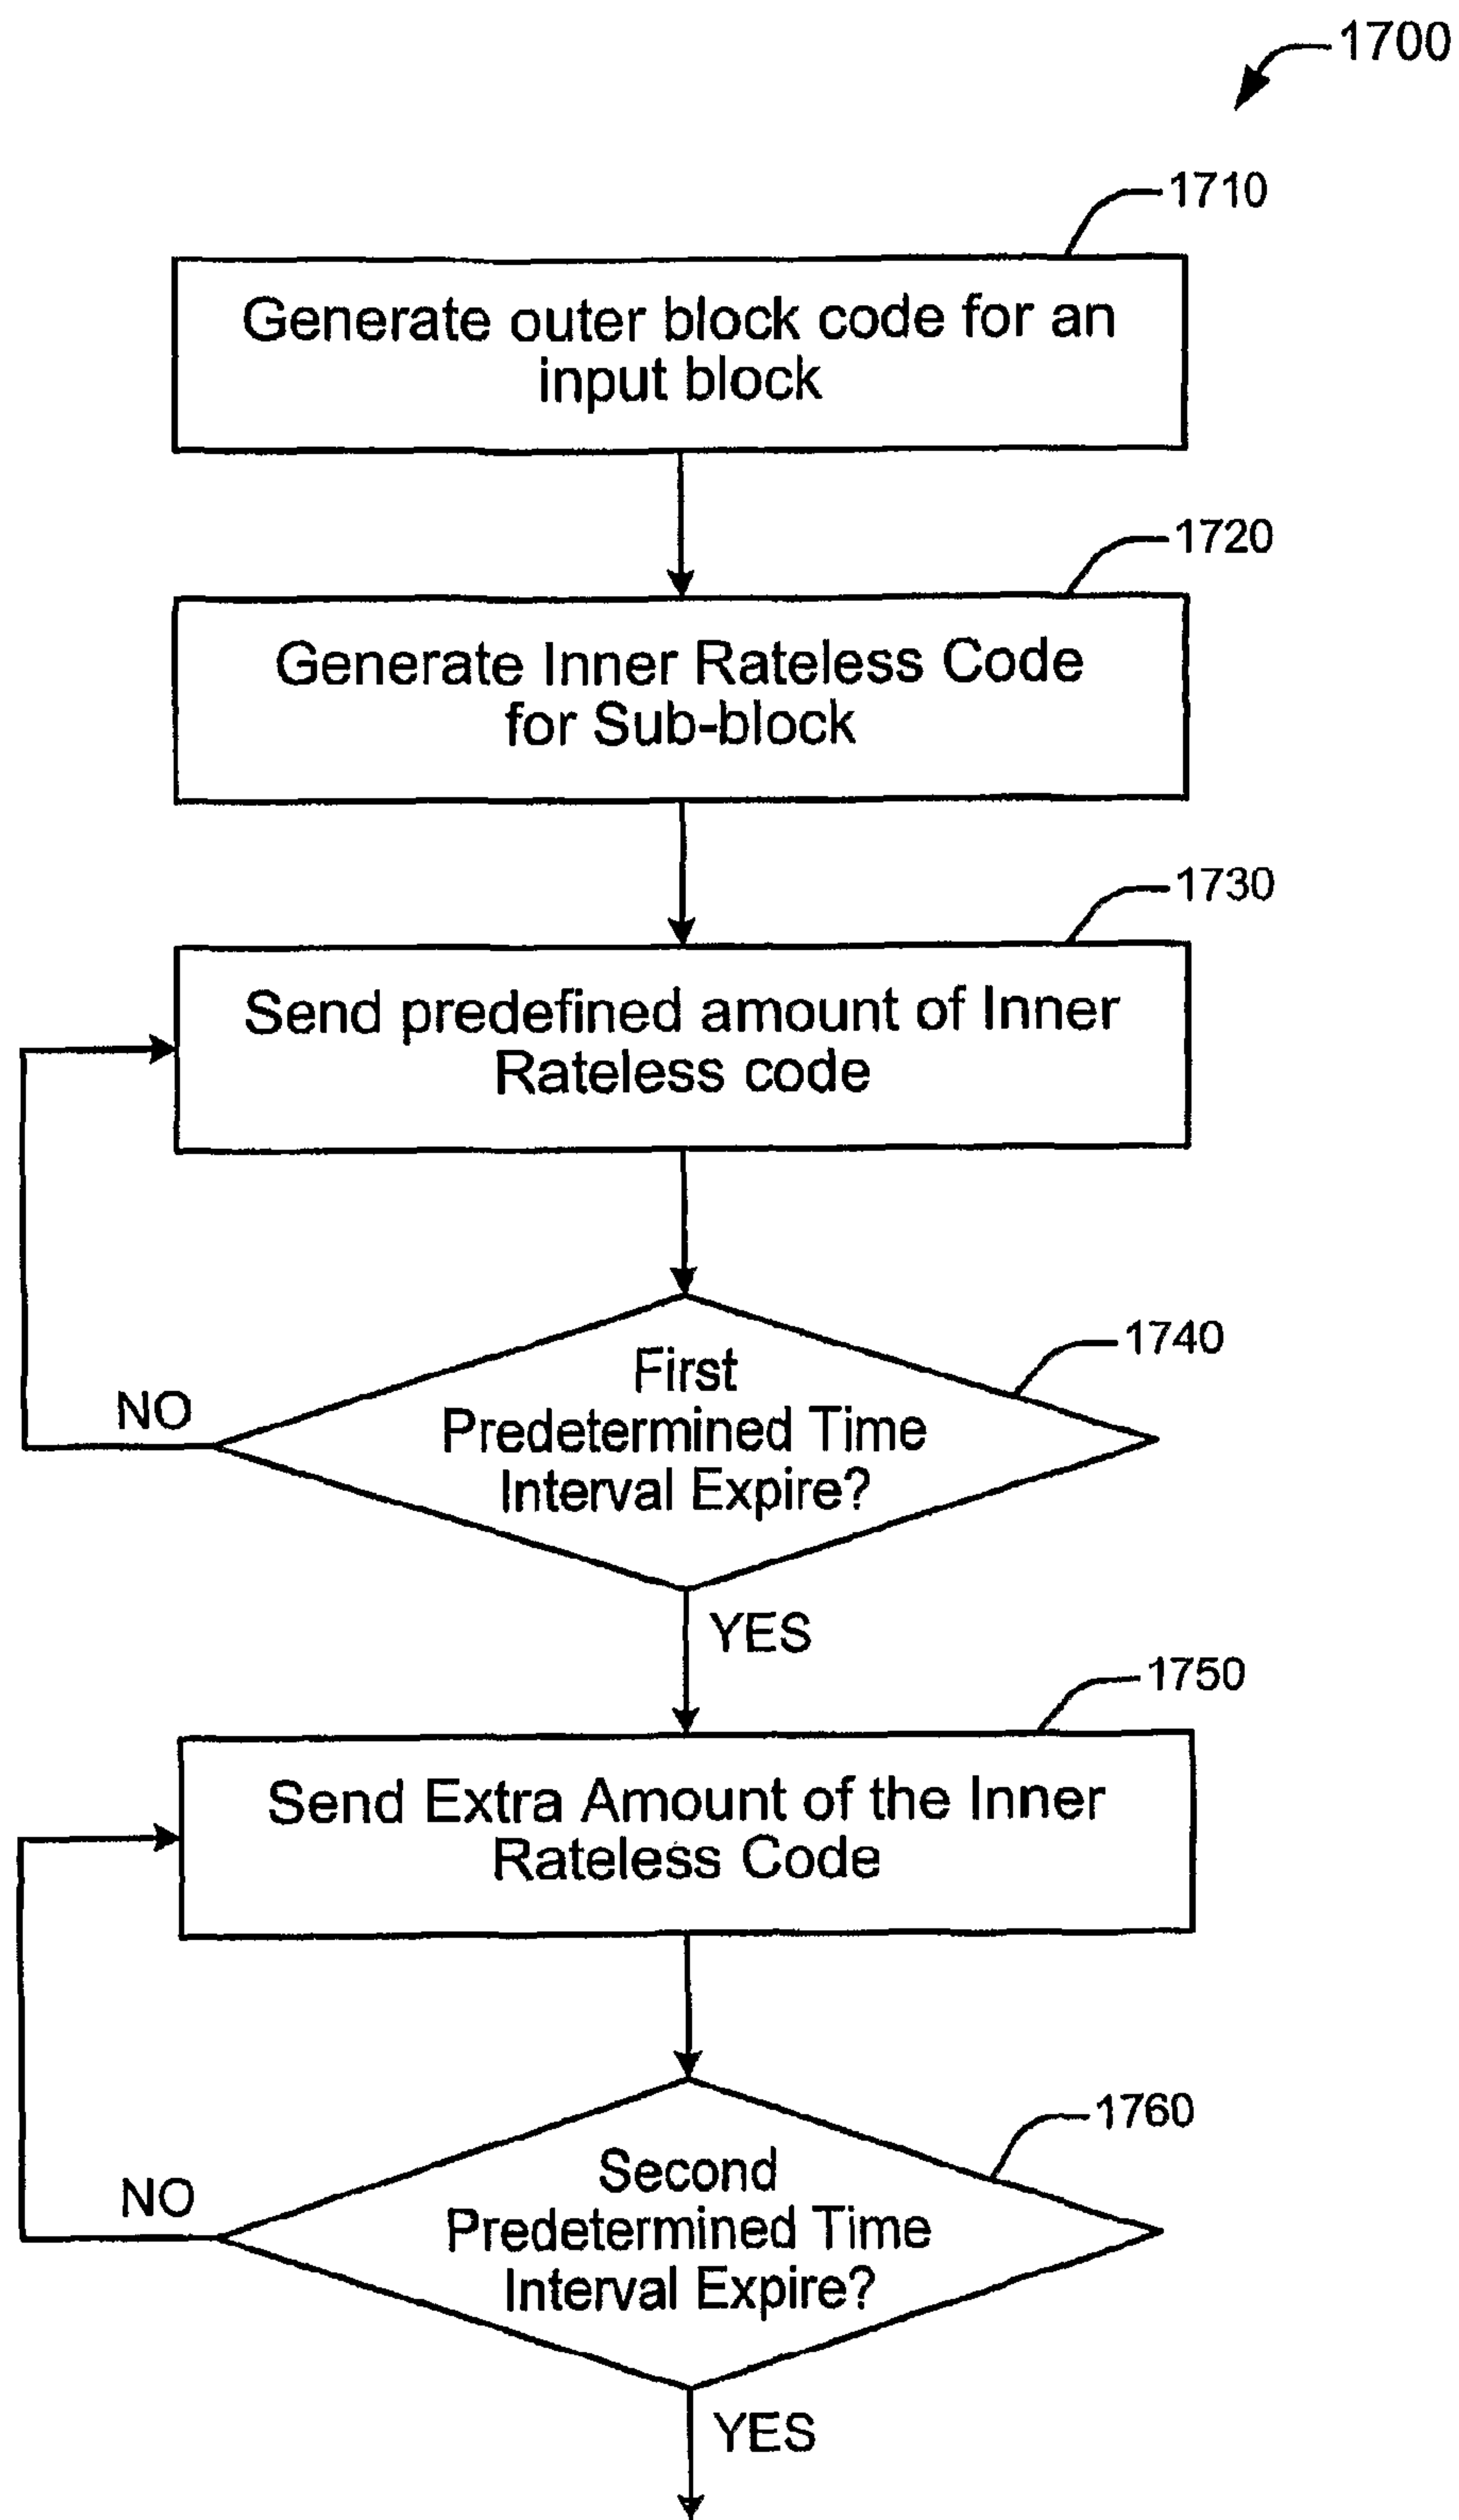 1700
1710
Generate outer block code for an
input block
1720
Generate Inner Rateless Code
for Sub-block
1730
Send predefined amount of Inner
Rateless code
1740
First
Predetermined Time
Interval Expire?
NO
YES
1750
Send Extra Amount of the Inner
Rateless Code
1760
Second
Predetermined Time
Interval Expire?
NO
YES